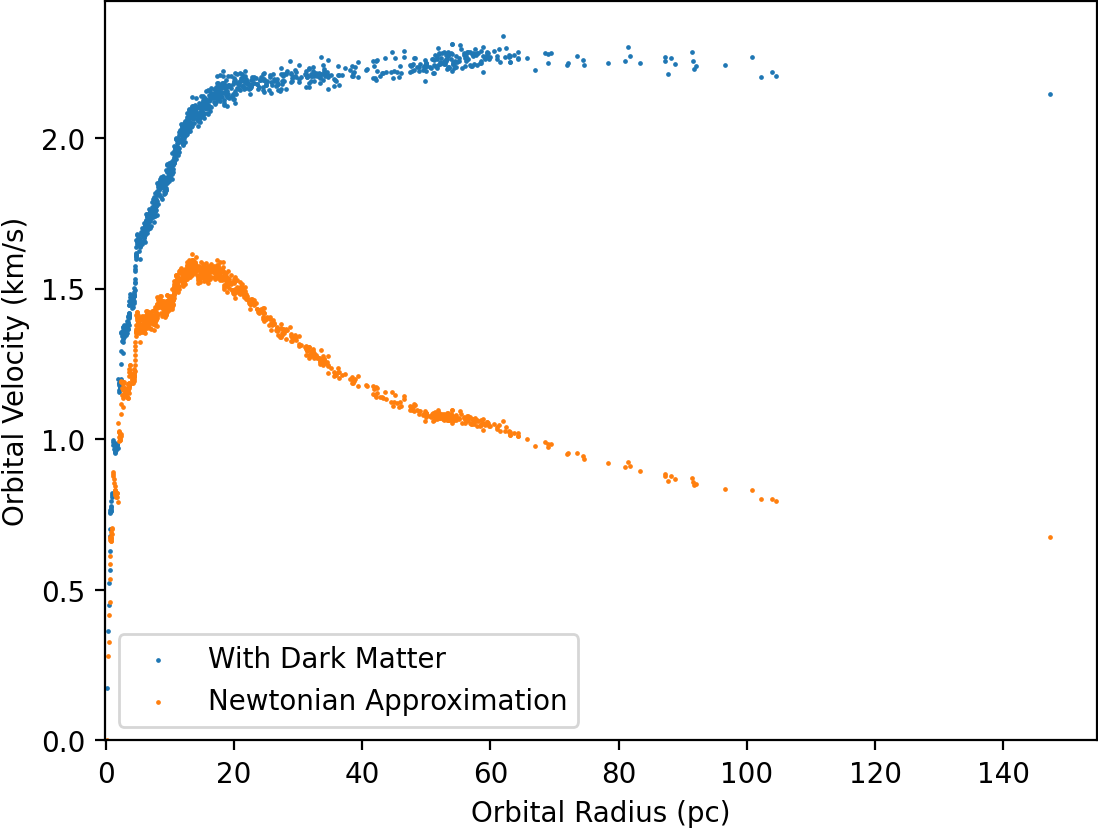 Orbital Velocity (km/s)
2.0
1.5
1.0
0.5
0.0
With Dark Matter
Newtonian Approximation
0 20 40 60 80 100 120 140
Orbital Radius (pc)